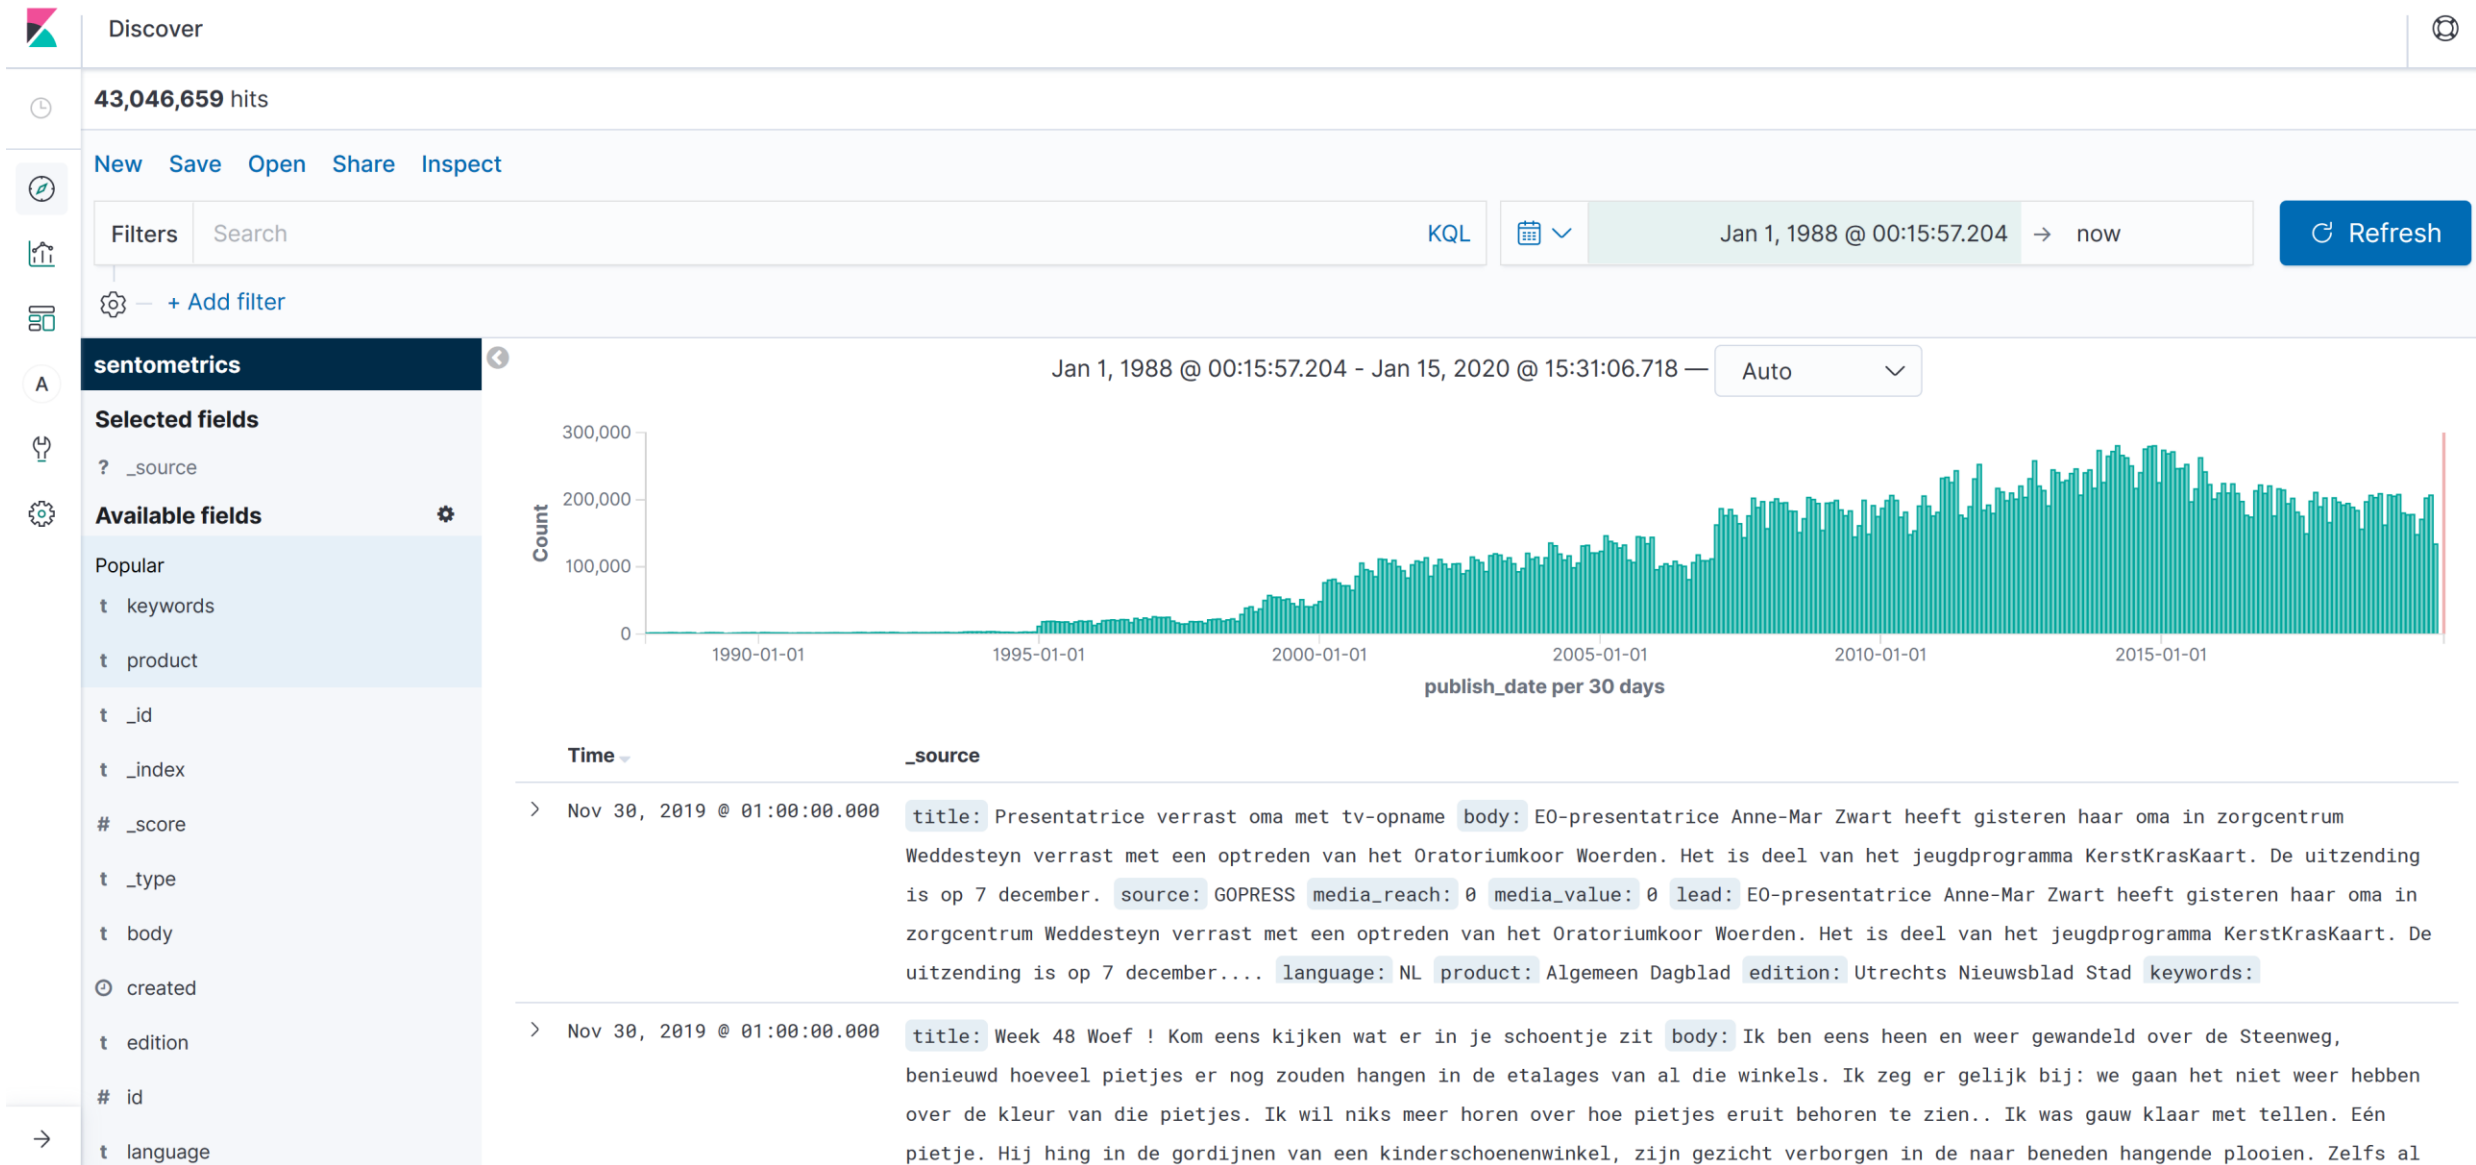 Discover
43,046,659 hits
New Save Open Share Inspect
Filters Search KQL Jan 1, 1988 @ 00:15:57.204 → now Refresh
+ Add filter
sentometrics
Selected fields
? _source
Available fields
Popular
t keywords
t product
t _id
t _index
# _score
t _type
t body
created
t edition
# id
t language
A
Jan 1, 1988 @ 00:15:57.204 - Jan 15, 2020 @ 15:31:06.718 — Auto
Count
300,000
200,000
100,000
0
1990-01-01 1995-01-01 2000-01-01 2005-01-01 2010-01-01 2015-01-01
publish_date per 30 days
Time _source
Nov 30, 2019 @ 01:00:00.000 title: Presentatrice verrast oma met tv-opname body: EO-presentatrice Anne-Mar Zwart heeft gisteren haar oma in zorgcentrum
Weddesteyn verrast met een optreden van het Oratoriumkoor Woerden. Het is deel van het jeugdprogramma KerstKrasKaart. De uitzending
is op 7 december. source: GOPRESS media_reach: 0 media_value: 0 lead: EO-presentatrice Anne-Mar Zwart heeft gisteren haar oma in
zorgcentrum Weddesteyn verrast met een optreden van het Oratoriumkoor Woerden. Het is deel van het jeugdprogramma KerstKrasKaart. De
uitzending is op 7 december.... language: NL product: Algemeen Dagblad edition: Utrechts Nieuwsblad Stad keywords:
Nov 30, 2019 @ 01:00:00.000 title: Week 48 Woef ! Kom eens kijken wat er in je schoentje zit body: Ik ben eens heen en weer gewandeld over de Steenweg,
benieuwd hoeveel pietjes er nog zouden hangen in de etalages van al die winkels. Ik zeg er gelijk bij: we gaan het niet weer hebben
over de kleur van die pietjes. Ik wil niks meer horen over hoe pietjes eruit behoren te zien.. Ik was gauw klaar met tellen. Eén
pietje. Hij hing in de gordijnen van een kinderschoenenwinkel, zijn gezicht verborgen in de naar beneden hangende plooien. Zelfs al